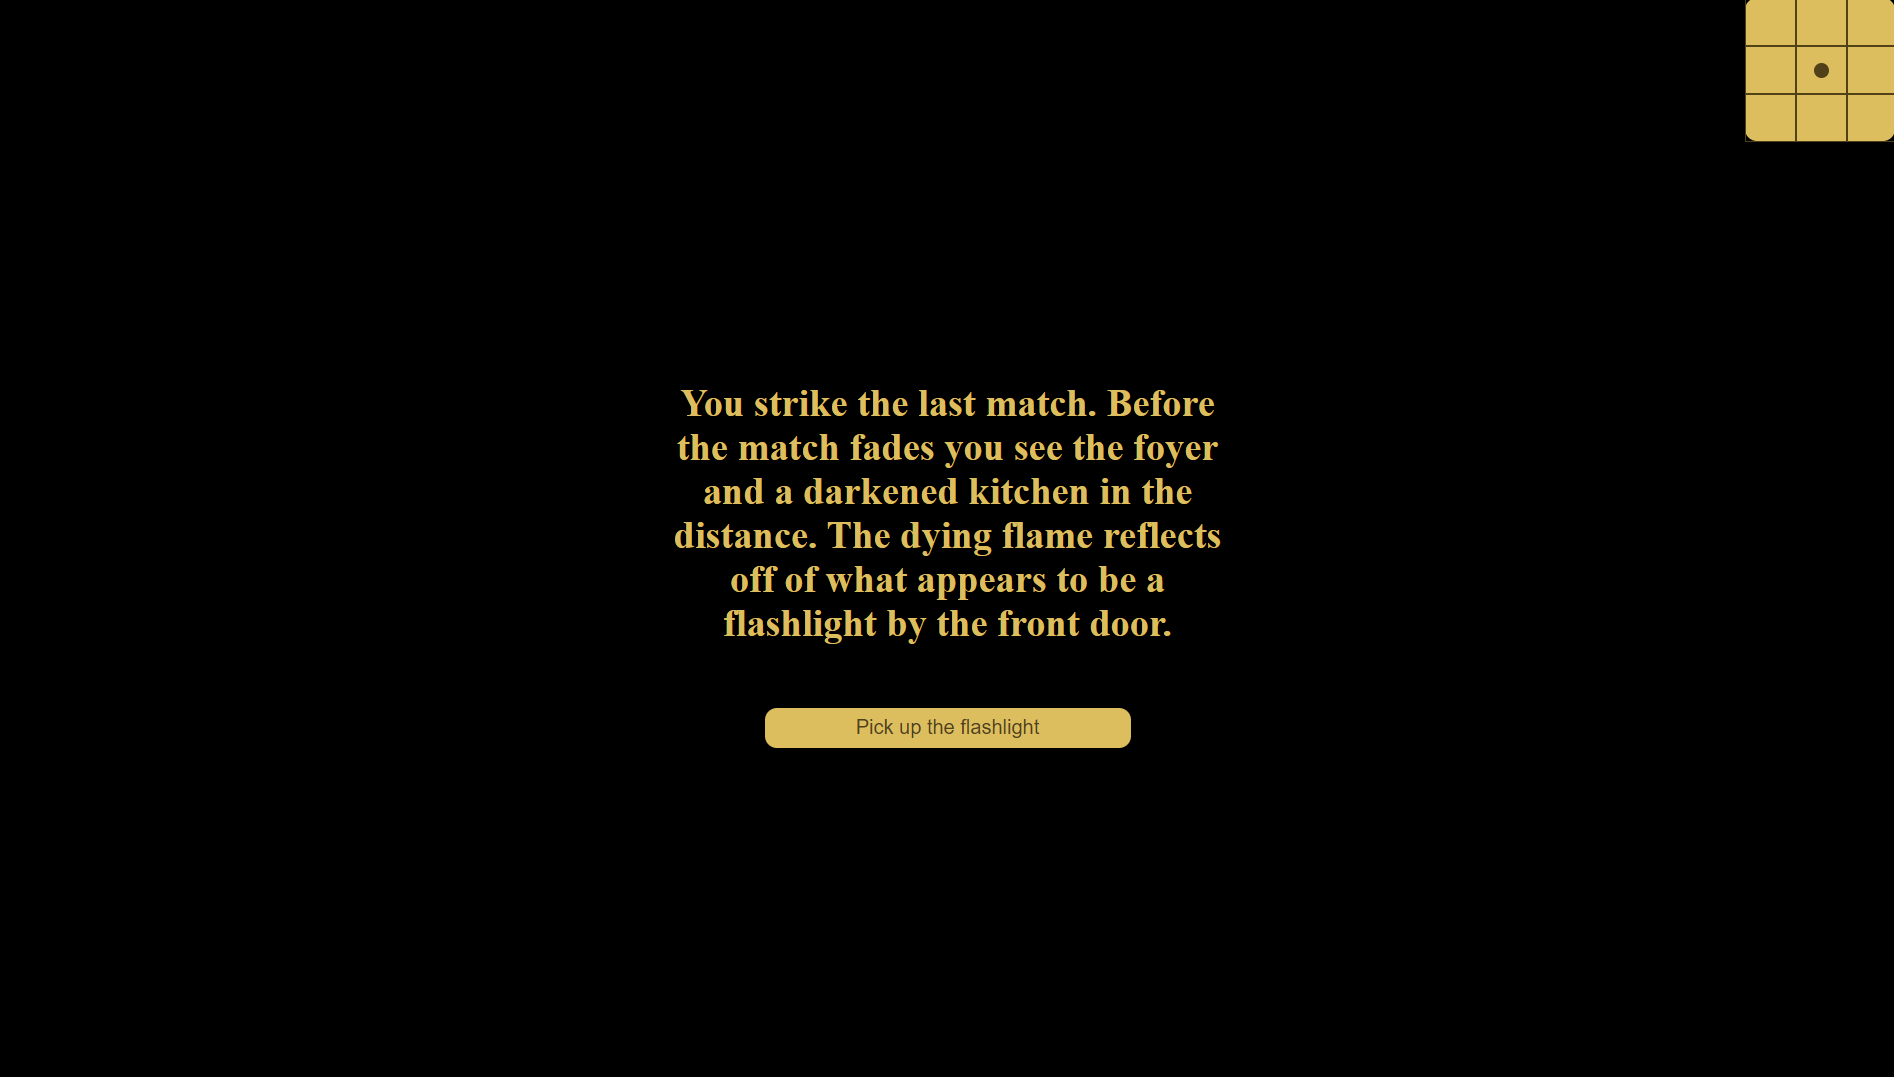 You strike the last match. Before
the match fades you see the foyer
and a darkened kitchen in the
distance. The dying flame reflects
off of what appears to be a
flashlight by the front door.
Pick up the flashlight